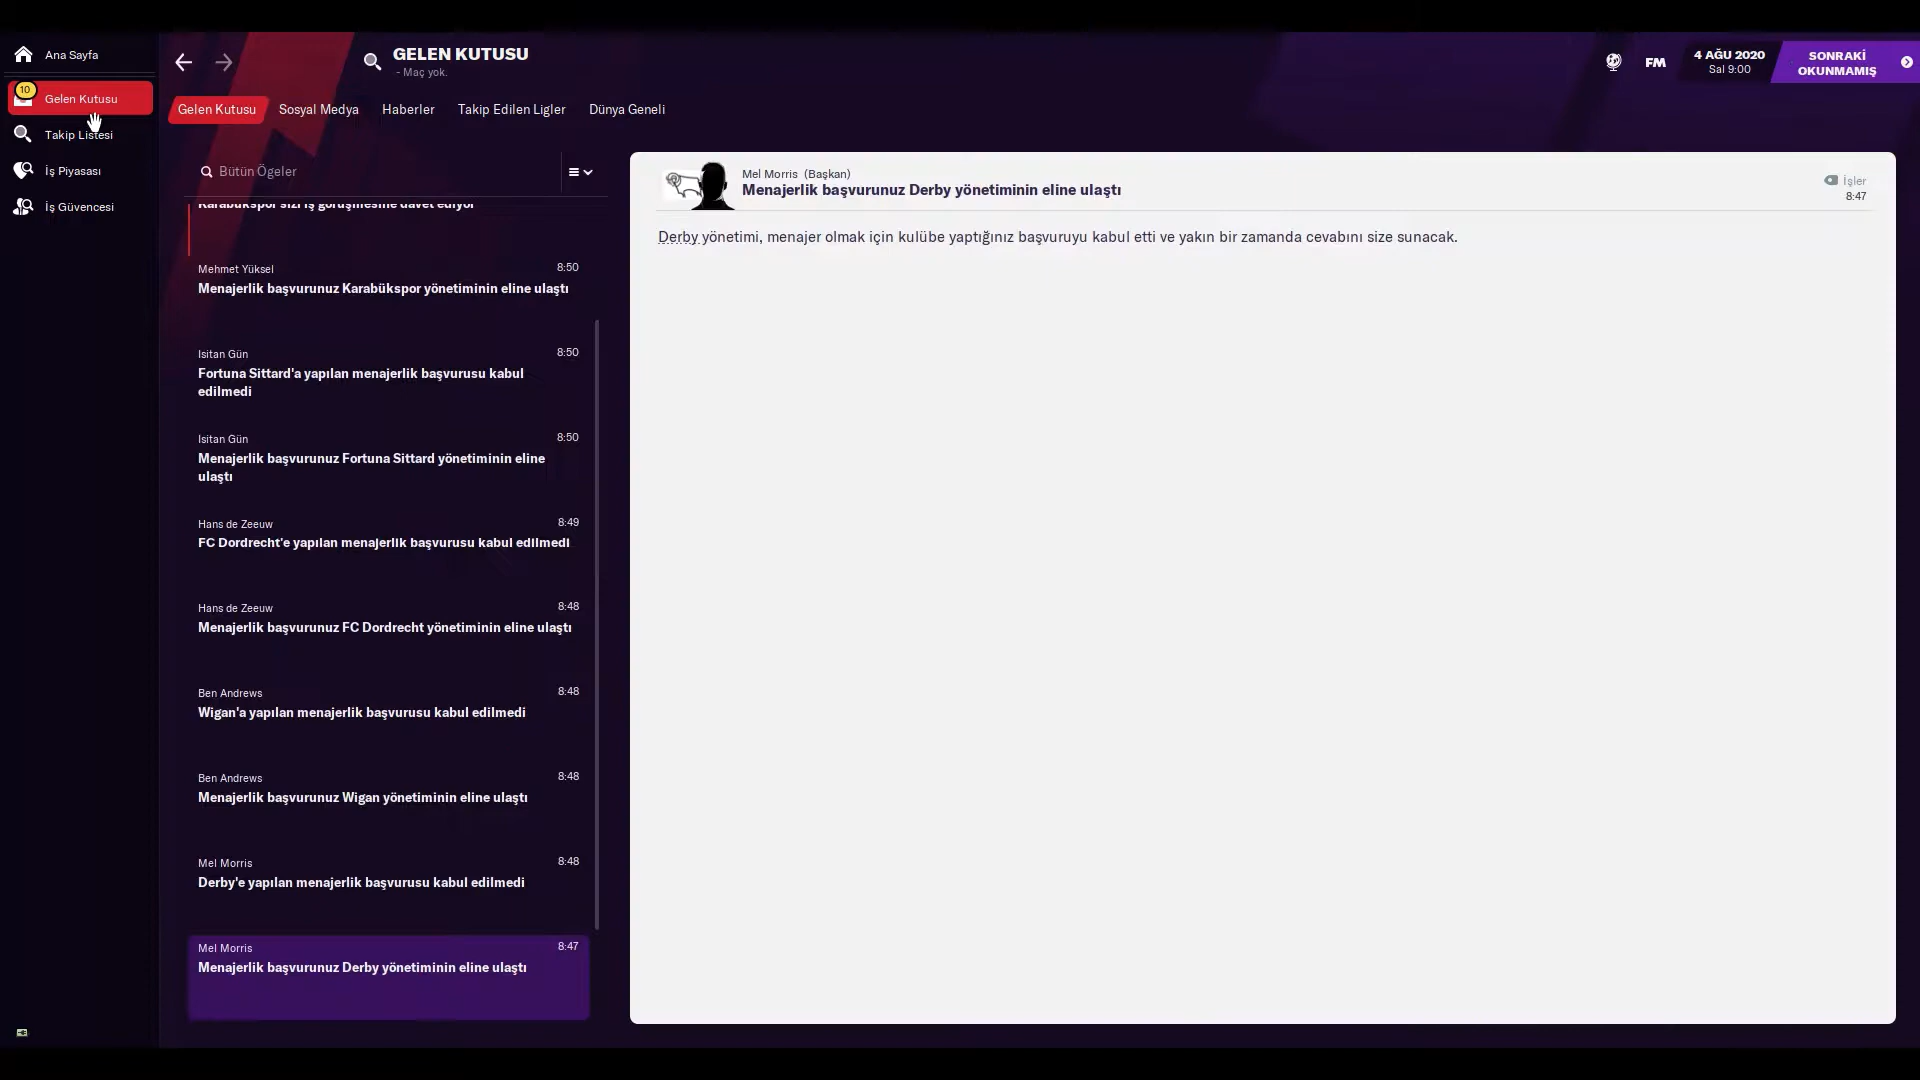 Ana Sayfa
10
Gelen Kutusu
Takip Listesi
İş Piyasası
İş Güvencesi
GELEN KUTUSU
- Maç yok.
FM
4 AĞU 2020
Sal 9:00
SONRAKİ
OKUNMAMIŞ
Gelen Kutusu
Sosyal Medya
Haberler
Takip Edilen Ligler
Dünya Geneli
Bütün Ögeler
Karabükspor sizi iş görüşmesine davet ediyor
Mehmet Yüksel
8:50
Menajerlik başvurunuz Karabükspor yönetiminin eline ulaştı
Isitan Gün
8:50
Fortuna Sittard'a yapılan menajerlik başvurusu kabul
edilmedi
Isitan Gün
8:50
Menajerlik başvurunuz Fortuna Sittard yönetiminin eline
ulaştı
Hans de Zeeuw
8:49
FC Dordrecht'e yapılan menajerlik başvurusu kabul edilmedi
Hans de Zeeuw
8:48
Menajerlik başvurunuz FC Dordrecht yönetiminin eline ulaştı
Ben Andrews
8:48
Wigan'a yapılan menajerlik başvurusu kabul edilmedi
Ben Andrews
8:48
Menajerlik başvurunuz Wigan yönetiminin eline ulaştı
Mel Morris
8:48
Derby'e yapılan menajerlik başvurusu kabul edilmedi
Mel Morris
8:47
Menajerlik başvurunuz Derby yönetiminin eline ulaştı
Mel Morris (Başkan)
Menajerlik başvurunuz Derby yönetiminin eline ulaştı
İşler
8:47
Derby yönetimi, menajer olmak için kulübe yaptığınız başvuruyu kabul etti ve yakın bir zamanda cevabını size sunacak.